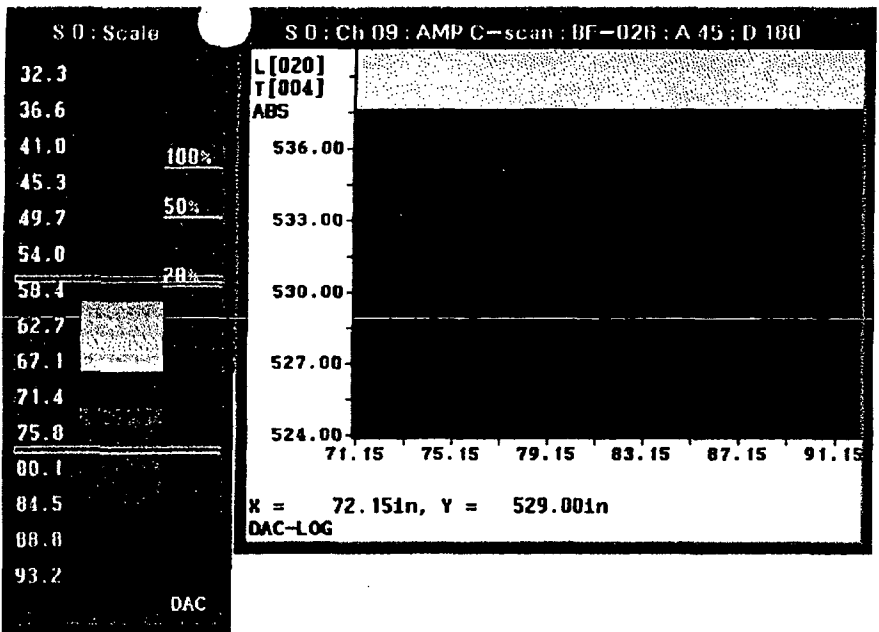 S 0 : Scale
32.3
36.6
41.0
100%
45.3
49.7
50%
54.0
20%
58.4
62.7
67.1
71.4
75.8
80.1
84.5
88.8
93.2
DAC
S 0 : Ch 09 : AMP C-scan : BF-026 : A 45 : D 180
L[020]
T[004]
ABS
536.00
533.00
530.00
527.00
524.00
71.15 75.15 79.15 83.15 87.15 91.15
X = 72.15in, Y = 529.00in
DAC-LOG